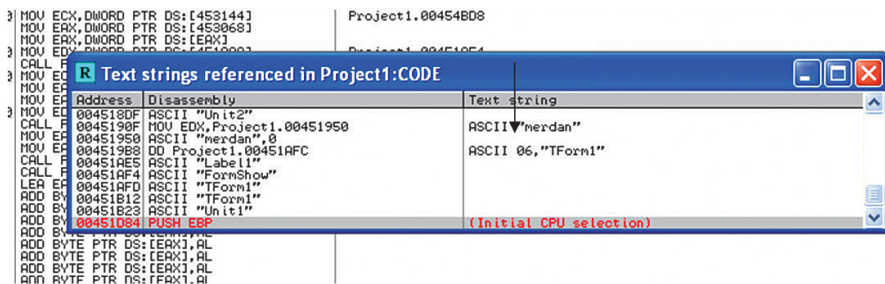 MOV ECX,DWORD PTR DS:[453144] Project1.00454BD8
MOV EAX,DWORD PTR DS:[453068]
MOV EAX,DWORD PTR DS:[EAX]
MOV
CALL
Text strings referenced in Project1:CODE
Address Disassembly Text string
004518DF ASCII "Unit2"
0045190F MOV EDX,Project1.00451950 ASCII "merdan"
00451950 ASCII "merdan",0
004519B8 DD Project1.00451AFC ASCII 06,"TForm1"
00451AE5 ASCII "Label1"
00451AF4 ASCII "FormShow"
00451AFD ASCII "TForm1"
00451B12 ASCII "TForm1"
00451B23 ASCII "Unit1"
00451D84 PUSH EBP (Initial CPU selection)
ADD BYTE PTR DS:[EAX],AL
ADD BYTE PTR DS:[EAX],AL
ADD BYTE PTR DS:[EAX],AL
ADD BYTE PTR DS:[EAX],AL